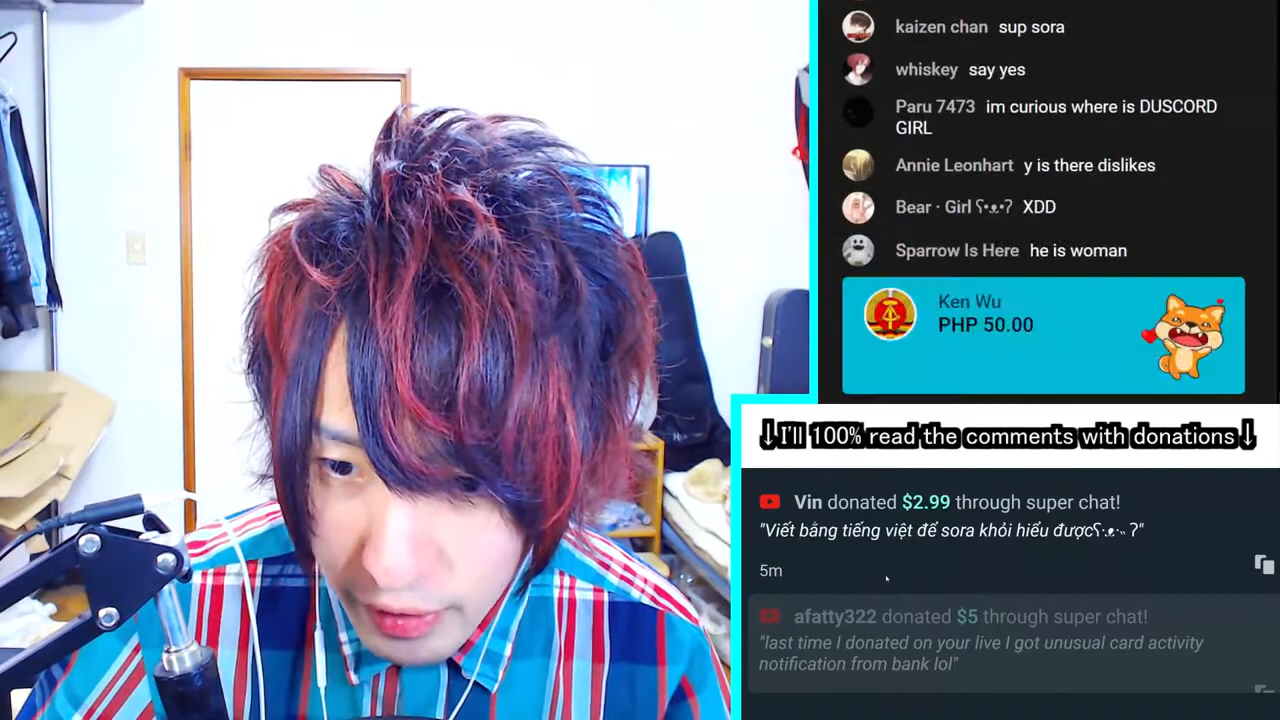 kaizen chan sup sora
whiskey say yes
Paru 7473 im curious where is DUSCORD
GIRL
Annie Leonhart y is there dislikes
Bear · Girl ʕ•ᴥ•ʔ XDD
Sparrow Is Here he is woman
Ken Wu
PHP 50.00
↓I'll 100% read the comments with donations↓
Vin donated $2.99 through super chat!
"Viết bằng tiếng việt để sora khỏi hiểu đượcʕ·ᴥ·ʔ"
5m
afatty322 donated $5 through super chat!
"last time I donated on your live I got unusual card activity
notification from bank lol"